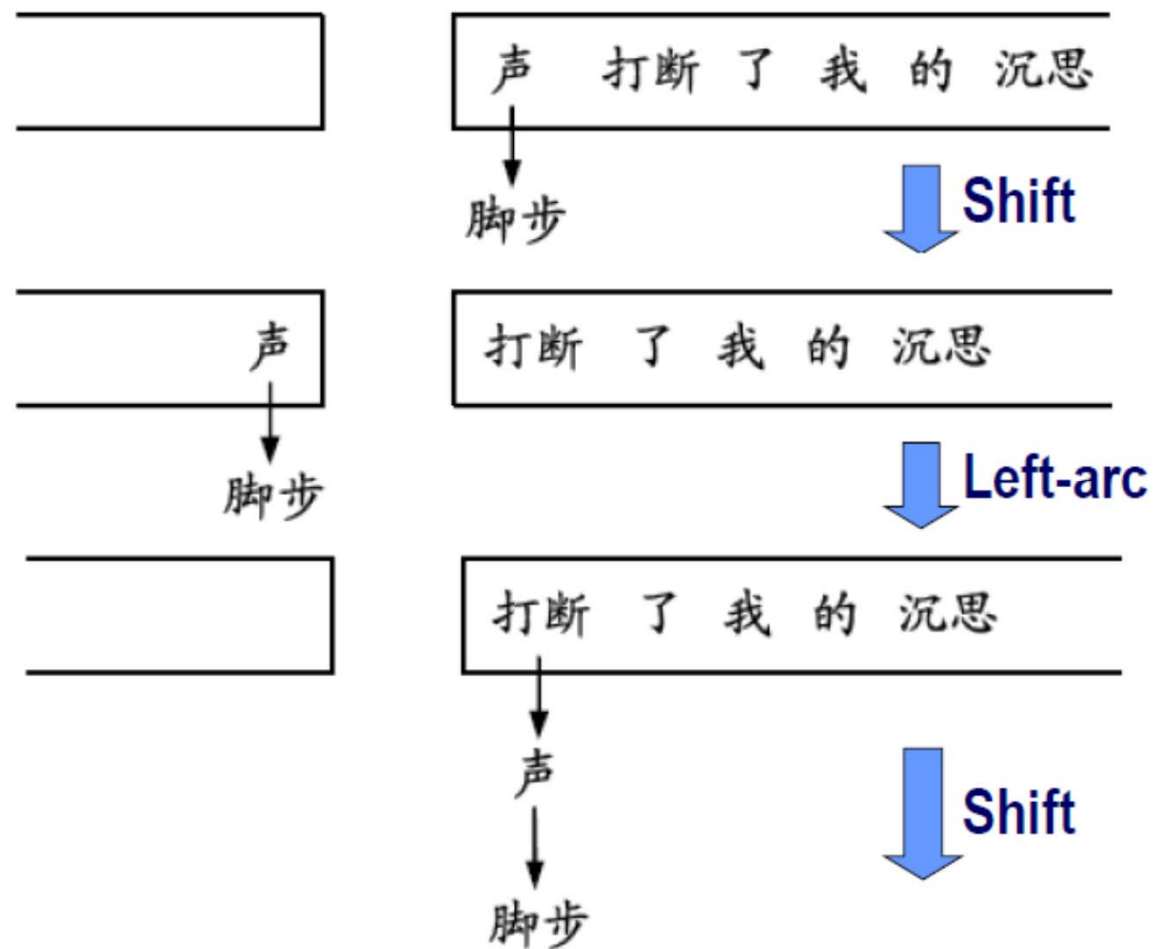 声 打断 了 我 的 沉思
脚步
Shift
声 打断 了 我 的 沉思
脚步
Left-arc
打断 了 我 的 沉思
声
Shift
脚步